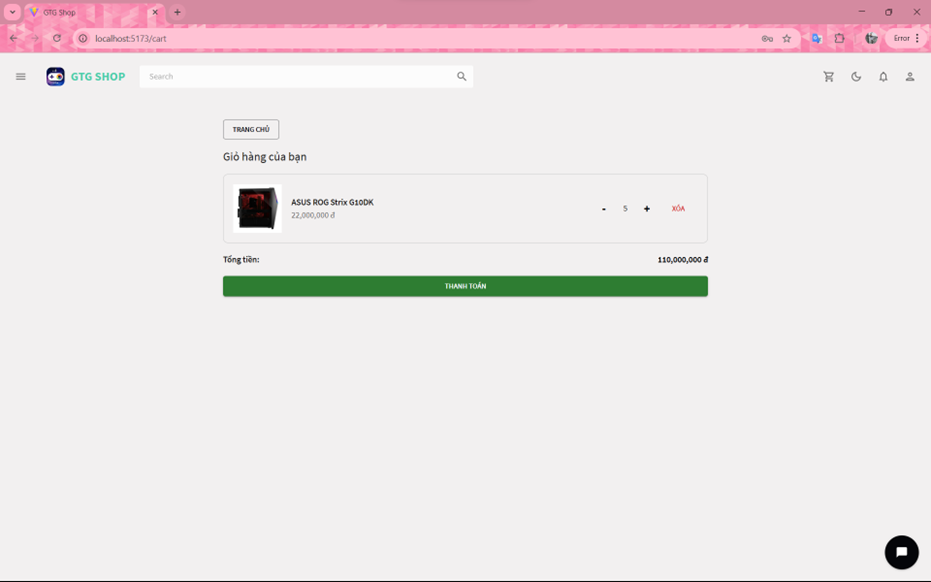 GTG Shop
localhost:5173/cart
Error
GTG SHOP
Search
TRANG CHỦ
Giỏ hàng của bạn
ASUS ROG Strix G10DK
22,000,000 đ
- 5 + XÓA
Tổng tiền: 110,000,000 đ
THANH TOÁN